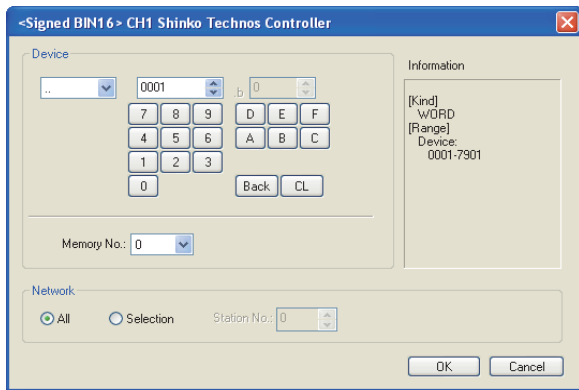 <Signed BIN16> CH1 Shinko Technos Controller
Device
.. 0001 b 0
7 8 9 D E F
4 5 6 A B C
1 2 3
0 Back CL
Memory No.: 0
Information
[Kind]
WORD
[Range]
Device:
0001-7901
Network
All Selection Station No.: 0
OK Cancel